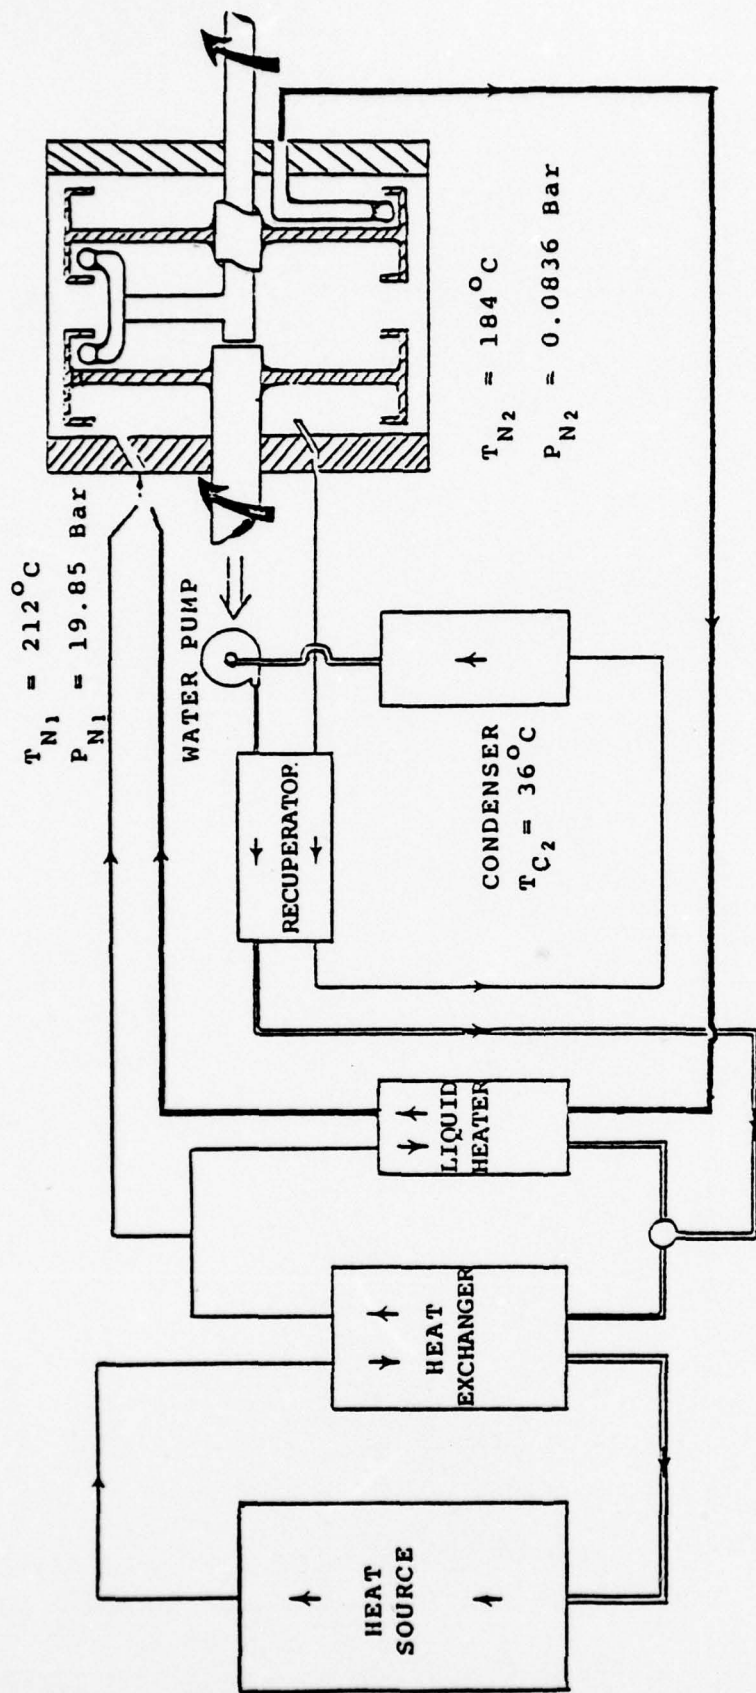 T_N1 = 212°C
P_N1 = 19.85 Bar
WATER PUMP
T_N2 = 184°C
P_N2 = 0.0836 Bar
RECUPERATOR
CONDENSER
T_C2 = 36°C
LIQUID
HEATER
HEAT
EXCHANGER
HEAT
SOURCE